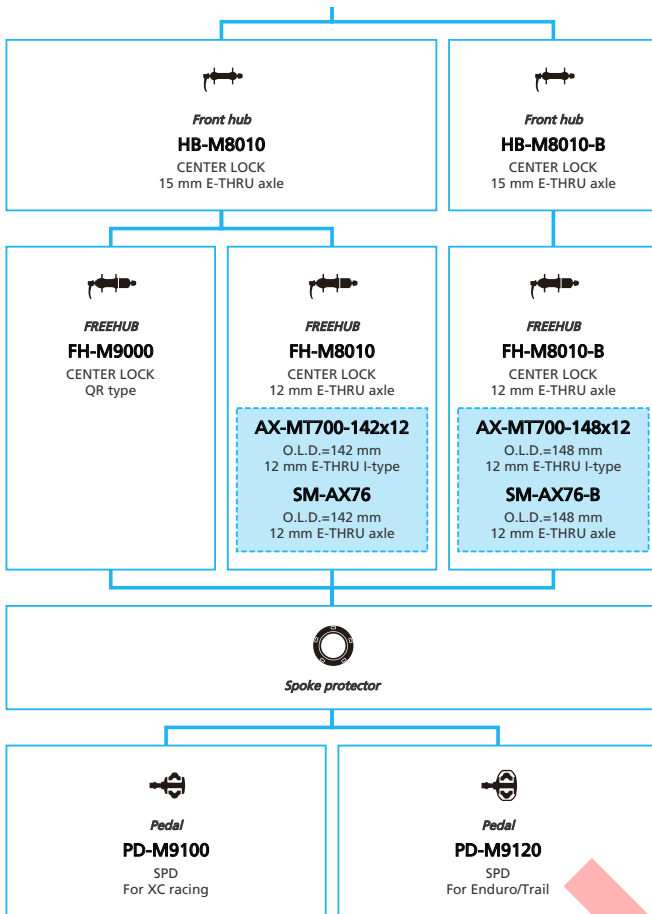 Front hub
HB-M8010
CENTER LOCK
15 mm E-THRU axle
Front hub
HB-M8010-B
CENTER LOCK
15 mm E-THRU axle
FREEHUB
FH-M9000
CENTER LOCK
QR type
FREEHUB
FH-M8010
CENTER LOCK
12 mm E-THRU axle
AX-MT700-142x12
O.L.D.=142 mm
12 mm E-THRU I-type
SM-AX76
O.L.D.=142 mm
12 mm E-THRU axle
FREEHUB
FH-M8010-B
CENTER LOCK
12 mm E-THRU axle
AX-MT700-148x12
O.L.D.=148 mm
12 mm E-THRU I-type
SM-AX76-B
O.L.D.=148 mm
12 mm E-THRU axle
Spoke protector
Pedal
PD-M9100
SPD
For XC racing
Pedal
PD-M9120
SPD
For Enduro/Trail